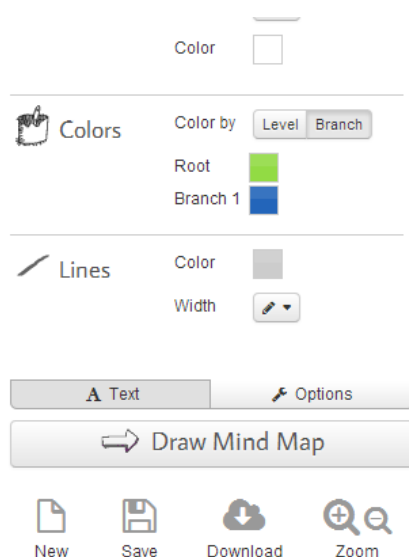 Color
Colors
Color by Level Branch
Root
Branch 1
Lines
Color
Width
A Text Options
Draw Mind Map
New Save Download Zoom